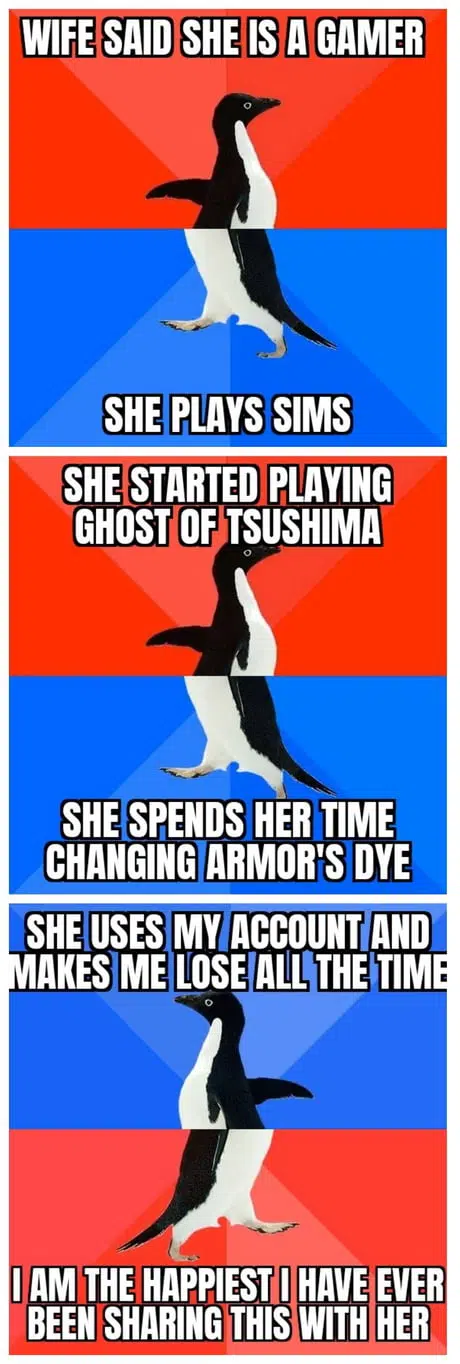 WIFE SAID SHE IS A GAMER
SHE PLAYS SIMS
SHE STARTED PLAYING
GHOST OF TSUSHIMA
SHE SPENDS HER TIME
CHANGING ARMOR'S DYE
SHE USES MY ACCOUNT AND
MAKES ME LOSE ALL THE TIME
I AM THE HAPPIEST I HAVE EVER
BEEN SHARING THIS WITH HER